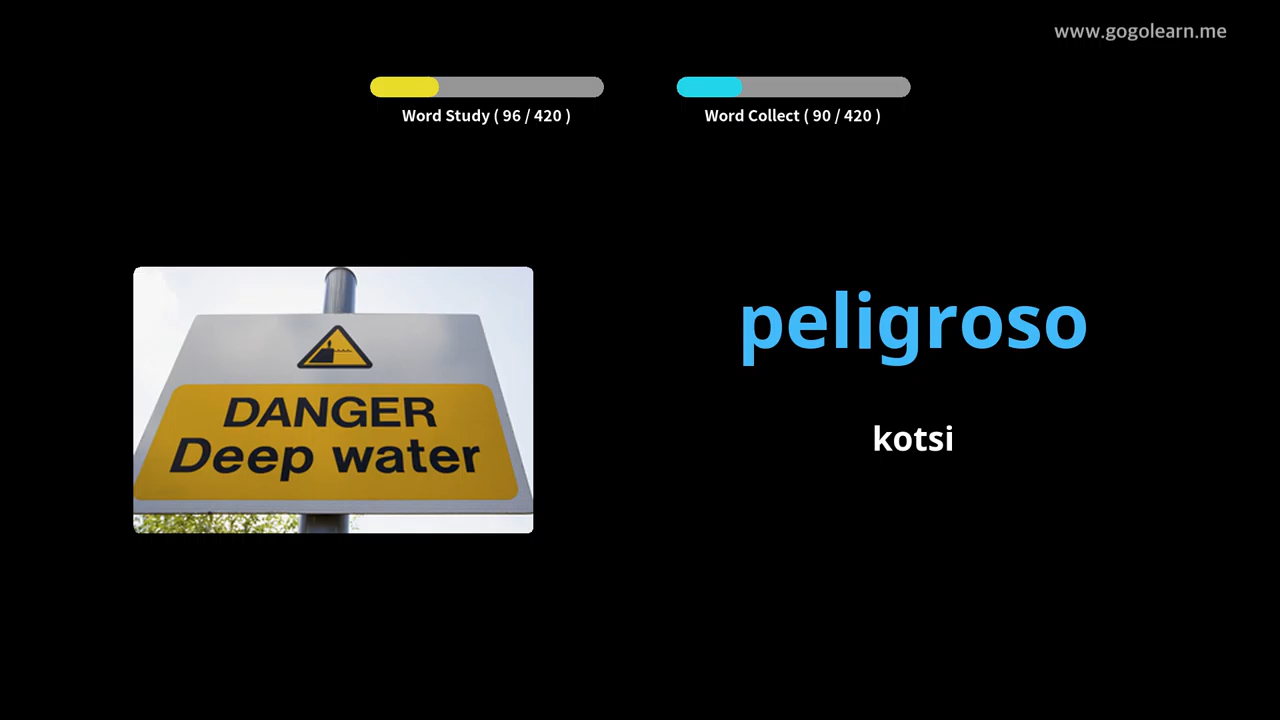 www.gogolearn.me
Word Study ( 96 / 420 )
Word Collect ( 90 / 420 )
DANGER
Deep water
peligroso
kotsi